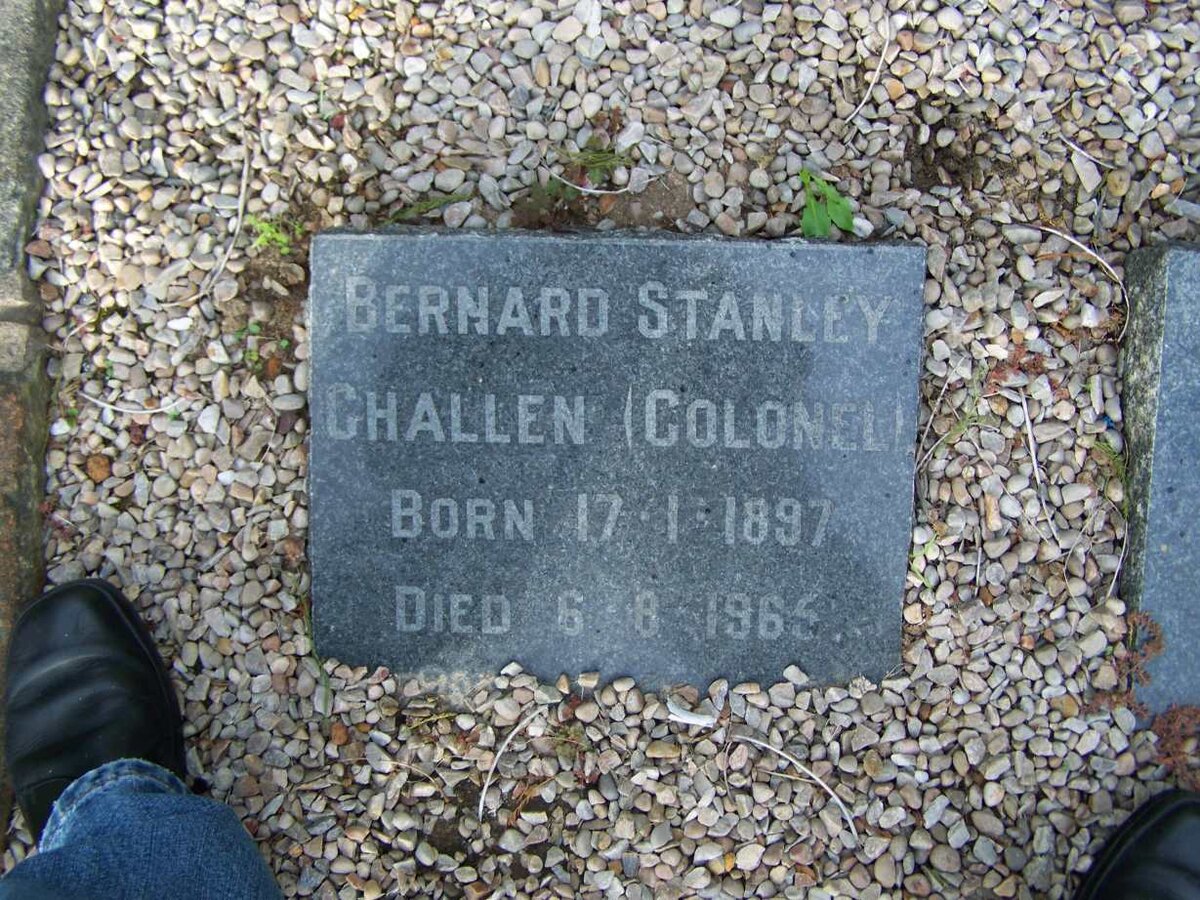 BERNARD STANLEY
CHALLEN (COLONEL)
BORN 17·1·1897
DIED 6·8·